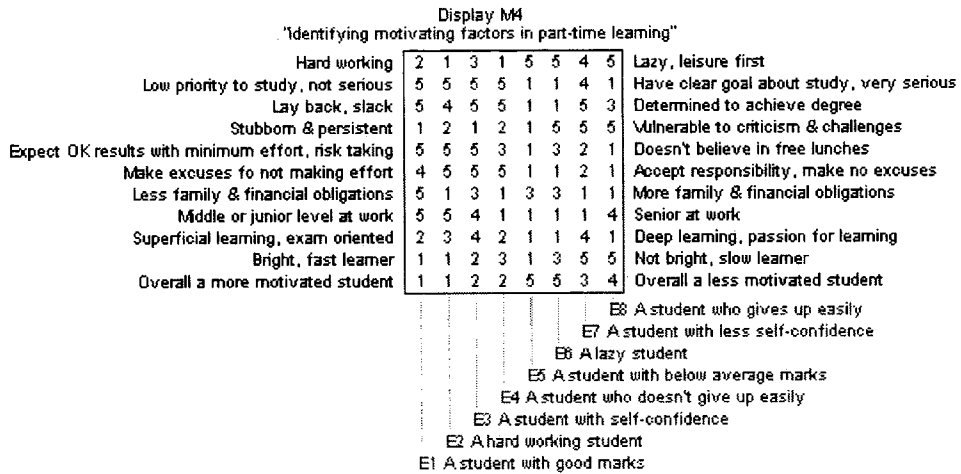 Display M4
"Identifying motivating factors in part-time learning"
Hard working 2 1 3 1 5 5 4 5 Lazy, leisure first
Low priority to study, not serious 5 5 5 5 1 1 4 1 Have clear goal about study, very serious
Lay back, slack 5 4 5 5 1 1 5 3 Determined to achieve degree
Stubborn & persistent 1 2 1 2 1 5 5 5 Vulnerable to criticism & challenges
Expect OK results with minimum effort, risk taking 5 5 5 3 1 3 2 1 Doesn't believe in free lunches
Make excuses fo not making effort 4 5 5 5 1 1 2 1 Accept responsibility, make no excuses
Less family & financial obligations 5 1 3 1 3 3 1 1 More family & financial obligations
Middle or junior level at work 5 5 4 1 1 1 1 4 Senior at work
Superficial learning, exam oriented 2 3 4 2 1 1 4 1 Deep learning, passion for learning
Bright, fast learner 1 1 2 3 1 3 5 5 Not bright, slow learner
Overall a more motivated student 1 1 2 2 5 5 3 4 Overall a less motivated student
E8 A student who gives up easily
E7 A student with less self-confidence
E6 A lazy student
E5 A student with below average marks
E4 A student who doesn't give up easily
E3 A student with self-confidence
E2 A hard working student
E1 A student with good marks